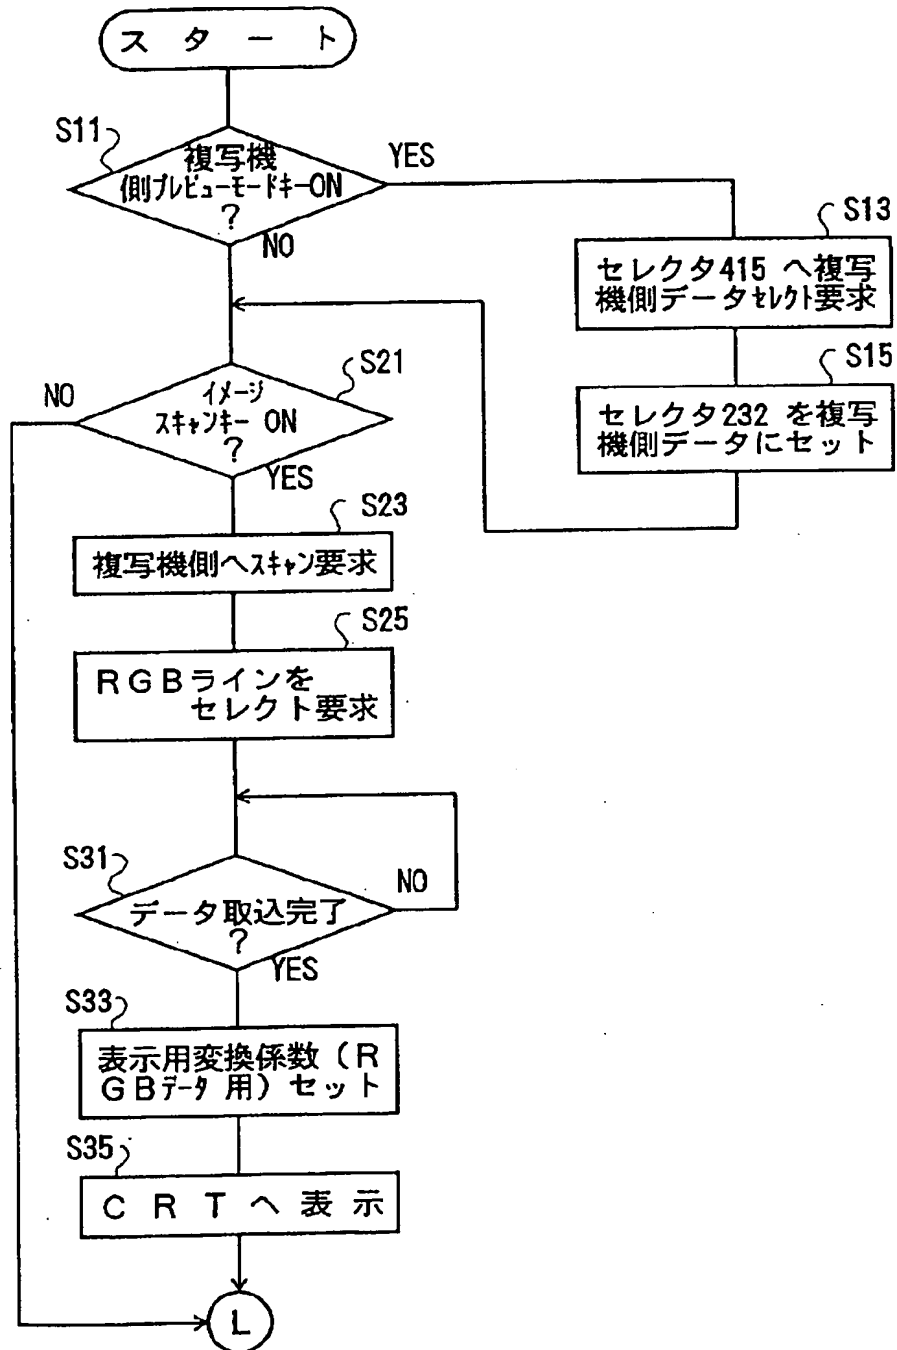 スタート
S11
複写機
側プレビューモードキーON
?
YES
NO
S13
セレクタ415 へ複写
機側データセレクト要求
S15
セレクタ232 を複写
機側データにセット
S21
イメージ
スキャンキー ON
?
NO
YES
S23
複写機側へスキャン要求
S25
RGBラインを
セレクト要求
S31
データ取込完了
?
NO
YES
S33
表示用変換係数(R
GBデータ用)セット
S35
CRTへ表示
L